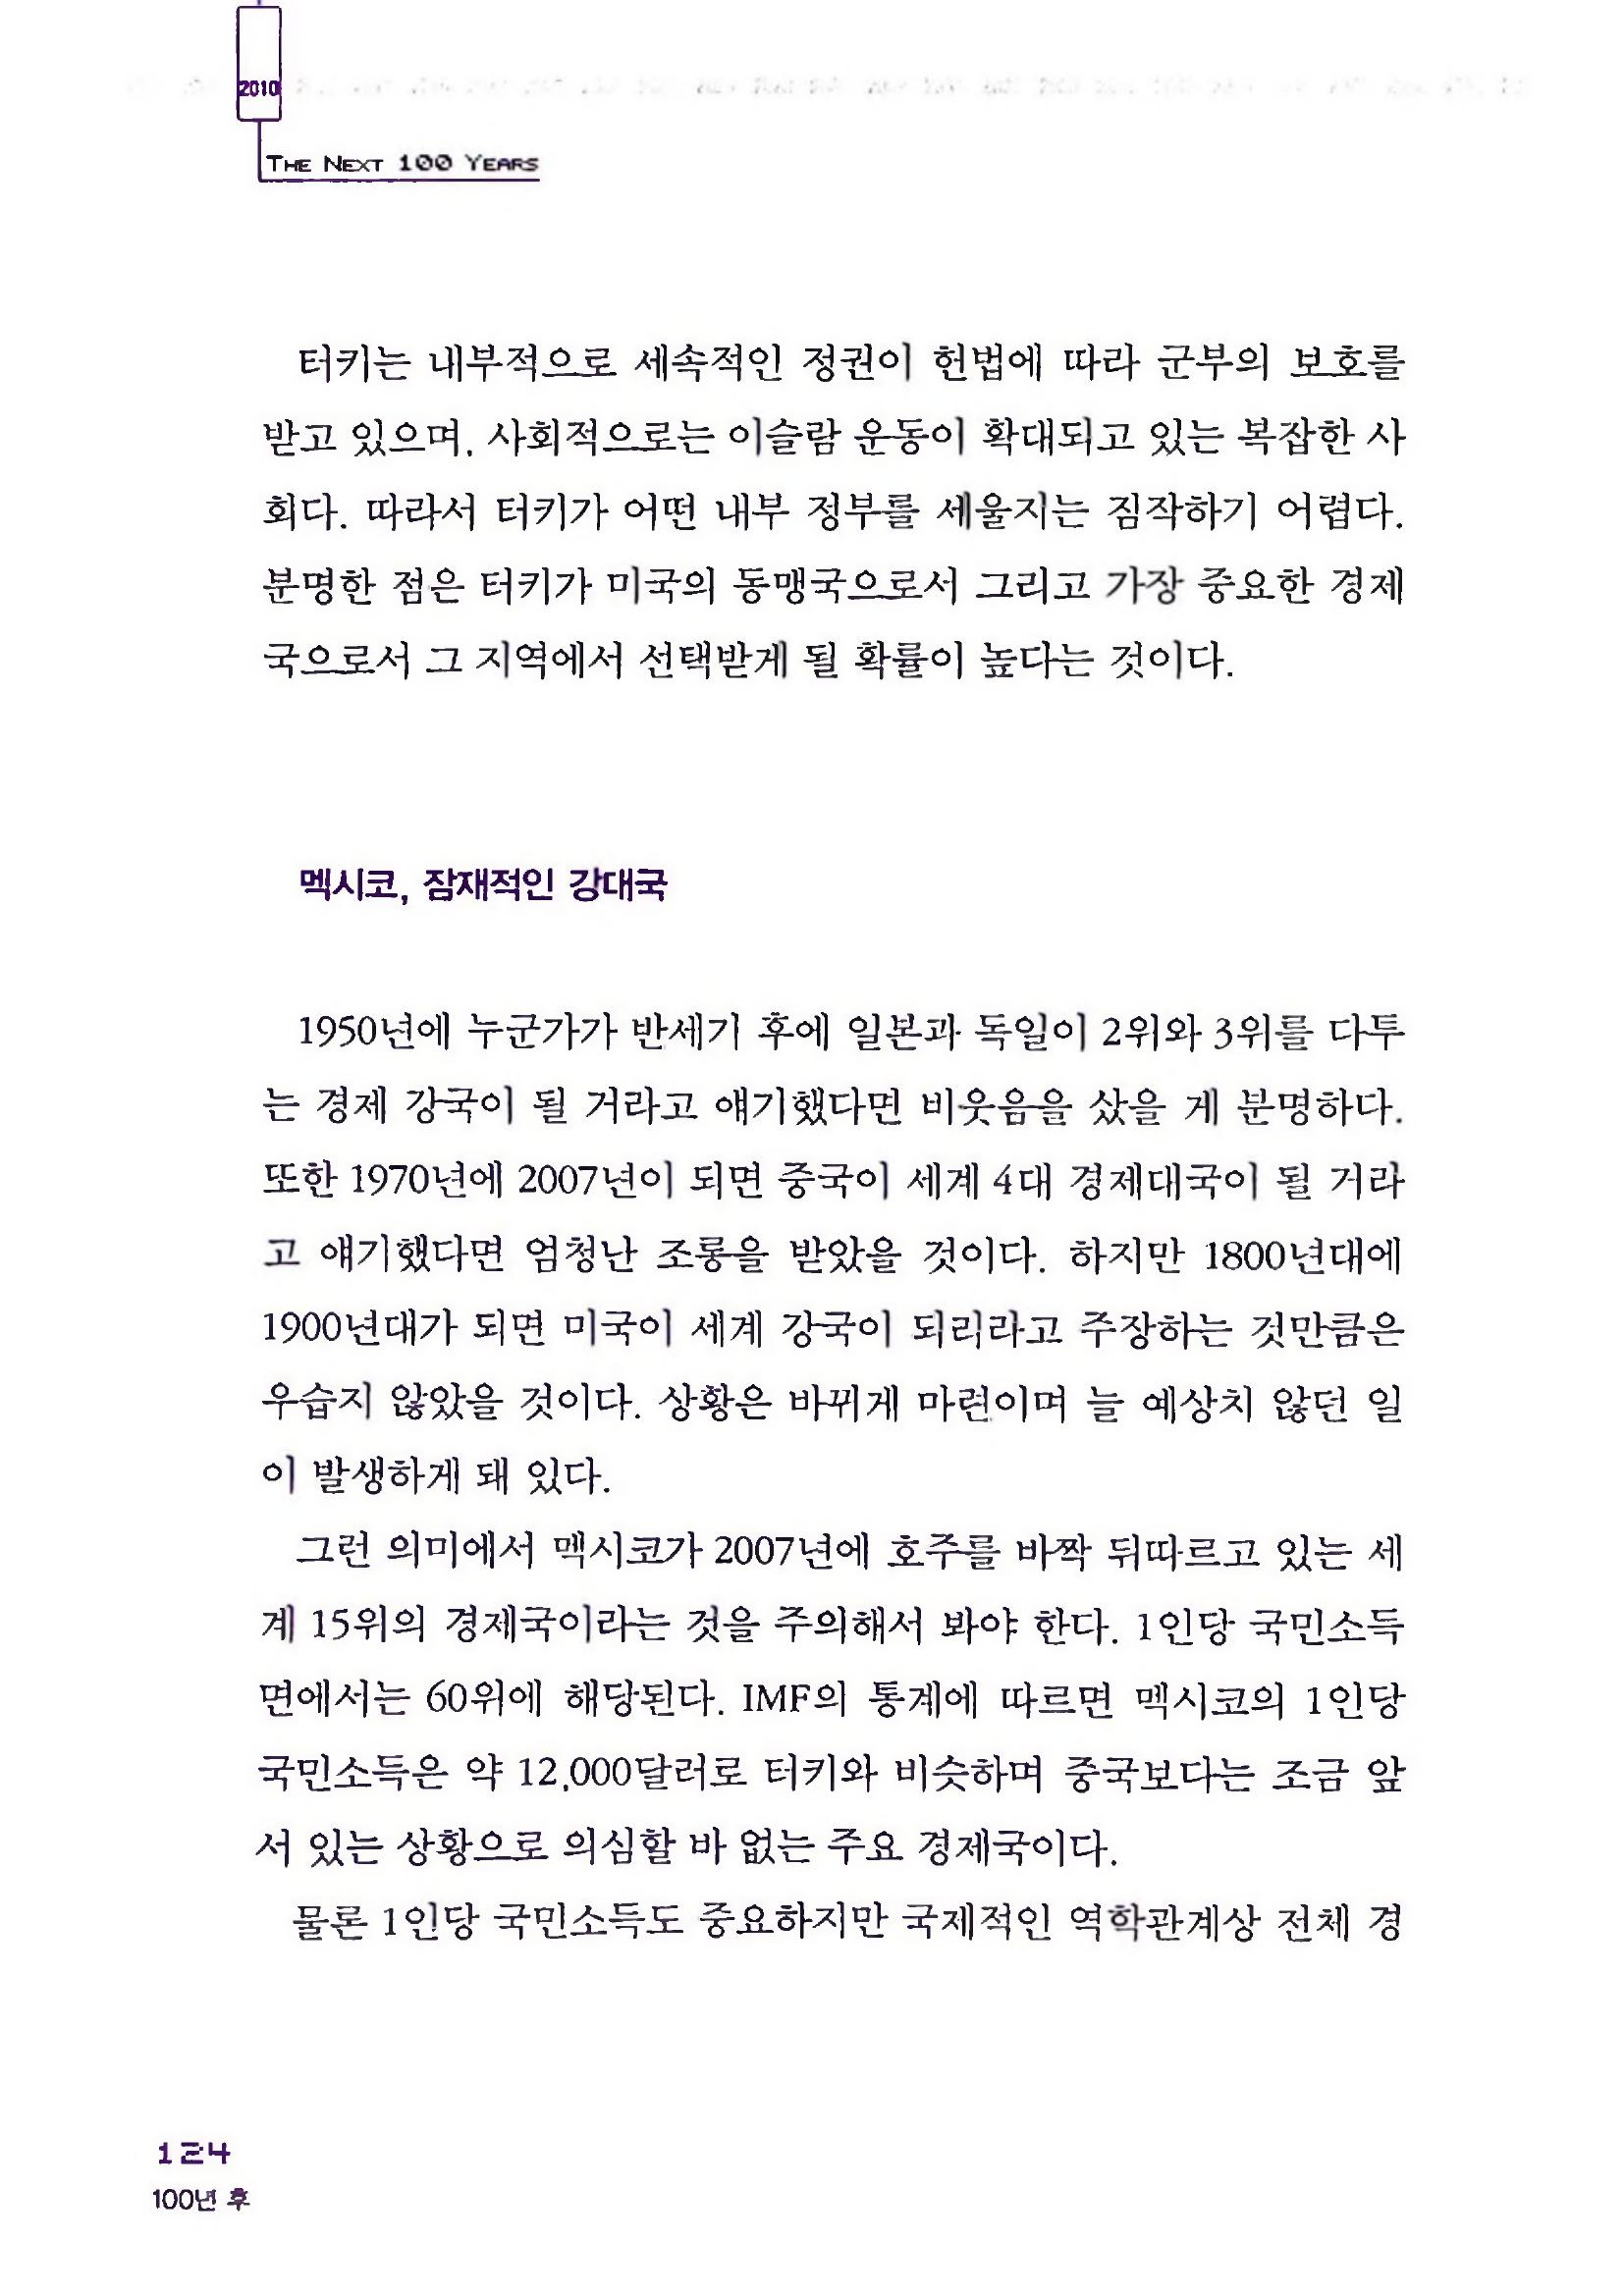 2010
THE NEXT 100 YEARS
터키는 내부적으로 세속적인 정권이 헌법에 따라 군부의 보호를
받고 있으며, 사회적으로는 이슬람 운동이 확대되고 있는 복잡한 사
회다. 따라서 터키가 어떤 내부 정부를 세울지는 짐작하기 어렵다.
분명한 점은 터키가 미국의 동맹국으로서 그리고 가장 중요한 경제
국으로서 그 지역에서 선택받게 될 확률이 높다는 것이다.
멕시코, 잠재적인 강대국
1950년에 누군가가 반세기 후에 일본과 독일이 2위와 3위를 다투
는 경제 강국이 될 거라고 얘기했다면 비웃음을 샀을 게 분명하다.
또한 1970년에 2007년이 되면 중국이 세계 4대 경제대국이 될 거라
고 얘기했다면 엄청난 조롱을 받았을 것이다. 하지만 1800년대에
1900년대가 되면 미국이 세계 강국이 되리라고 주장하는 것만큼은
우습지 않았을 것이다. 상황은 바뀌게 마련이며 늘 예상치 않던 일
이 발생하게 돼 있다.
그런 의미에서 멕시코가 2007년에 호주를 바짝 뒤따르고 있는 세
계 15위의 경제국이라는 것을 주의해서 봐야 한다. 1인당 국민소득
면에서는 60위에 해당된다. IMF의 통계에 따르면 멕시코의 1인당
국민소득은 약 12,000달러로 터키와 비슷하며 중국보다는 조금 앞
서 있는 상황으로 의심할 바 없는 주요 경제국이다.
물론 1인당 국민소득도 중요하지만 국제적인 역학관계상 전체 경
124
100년 후